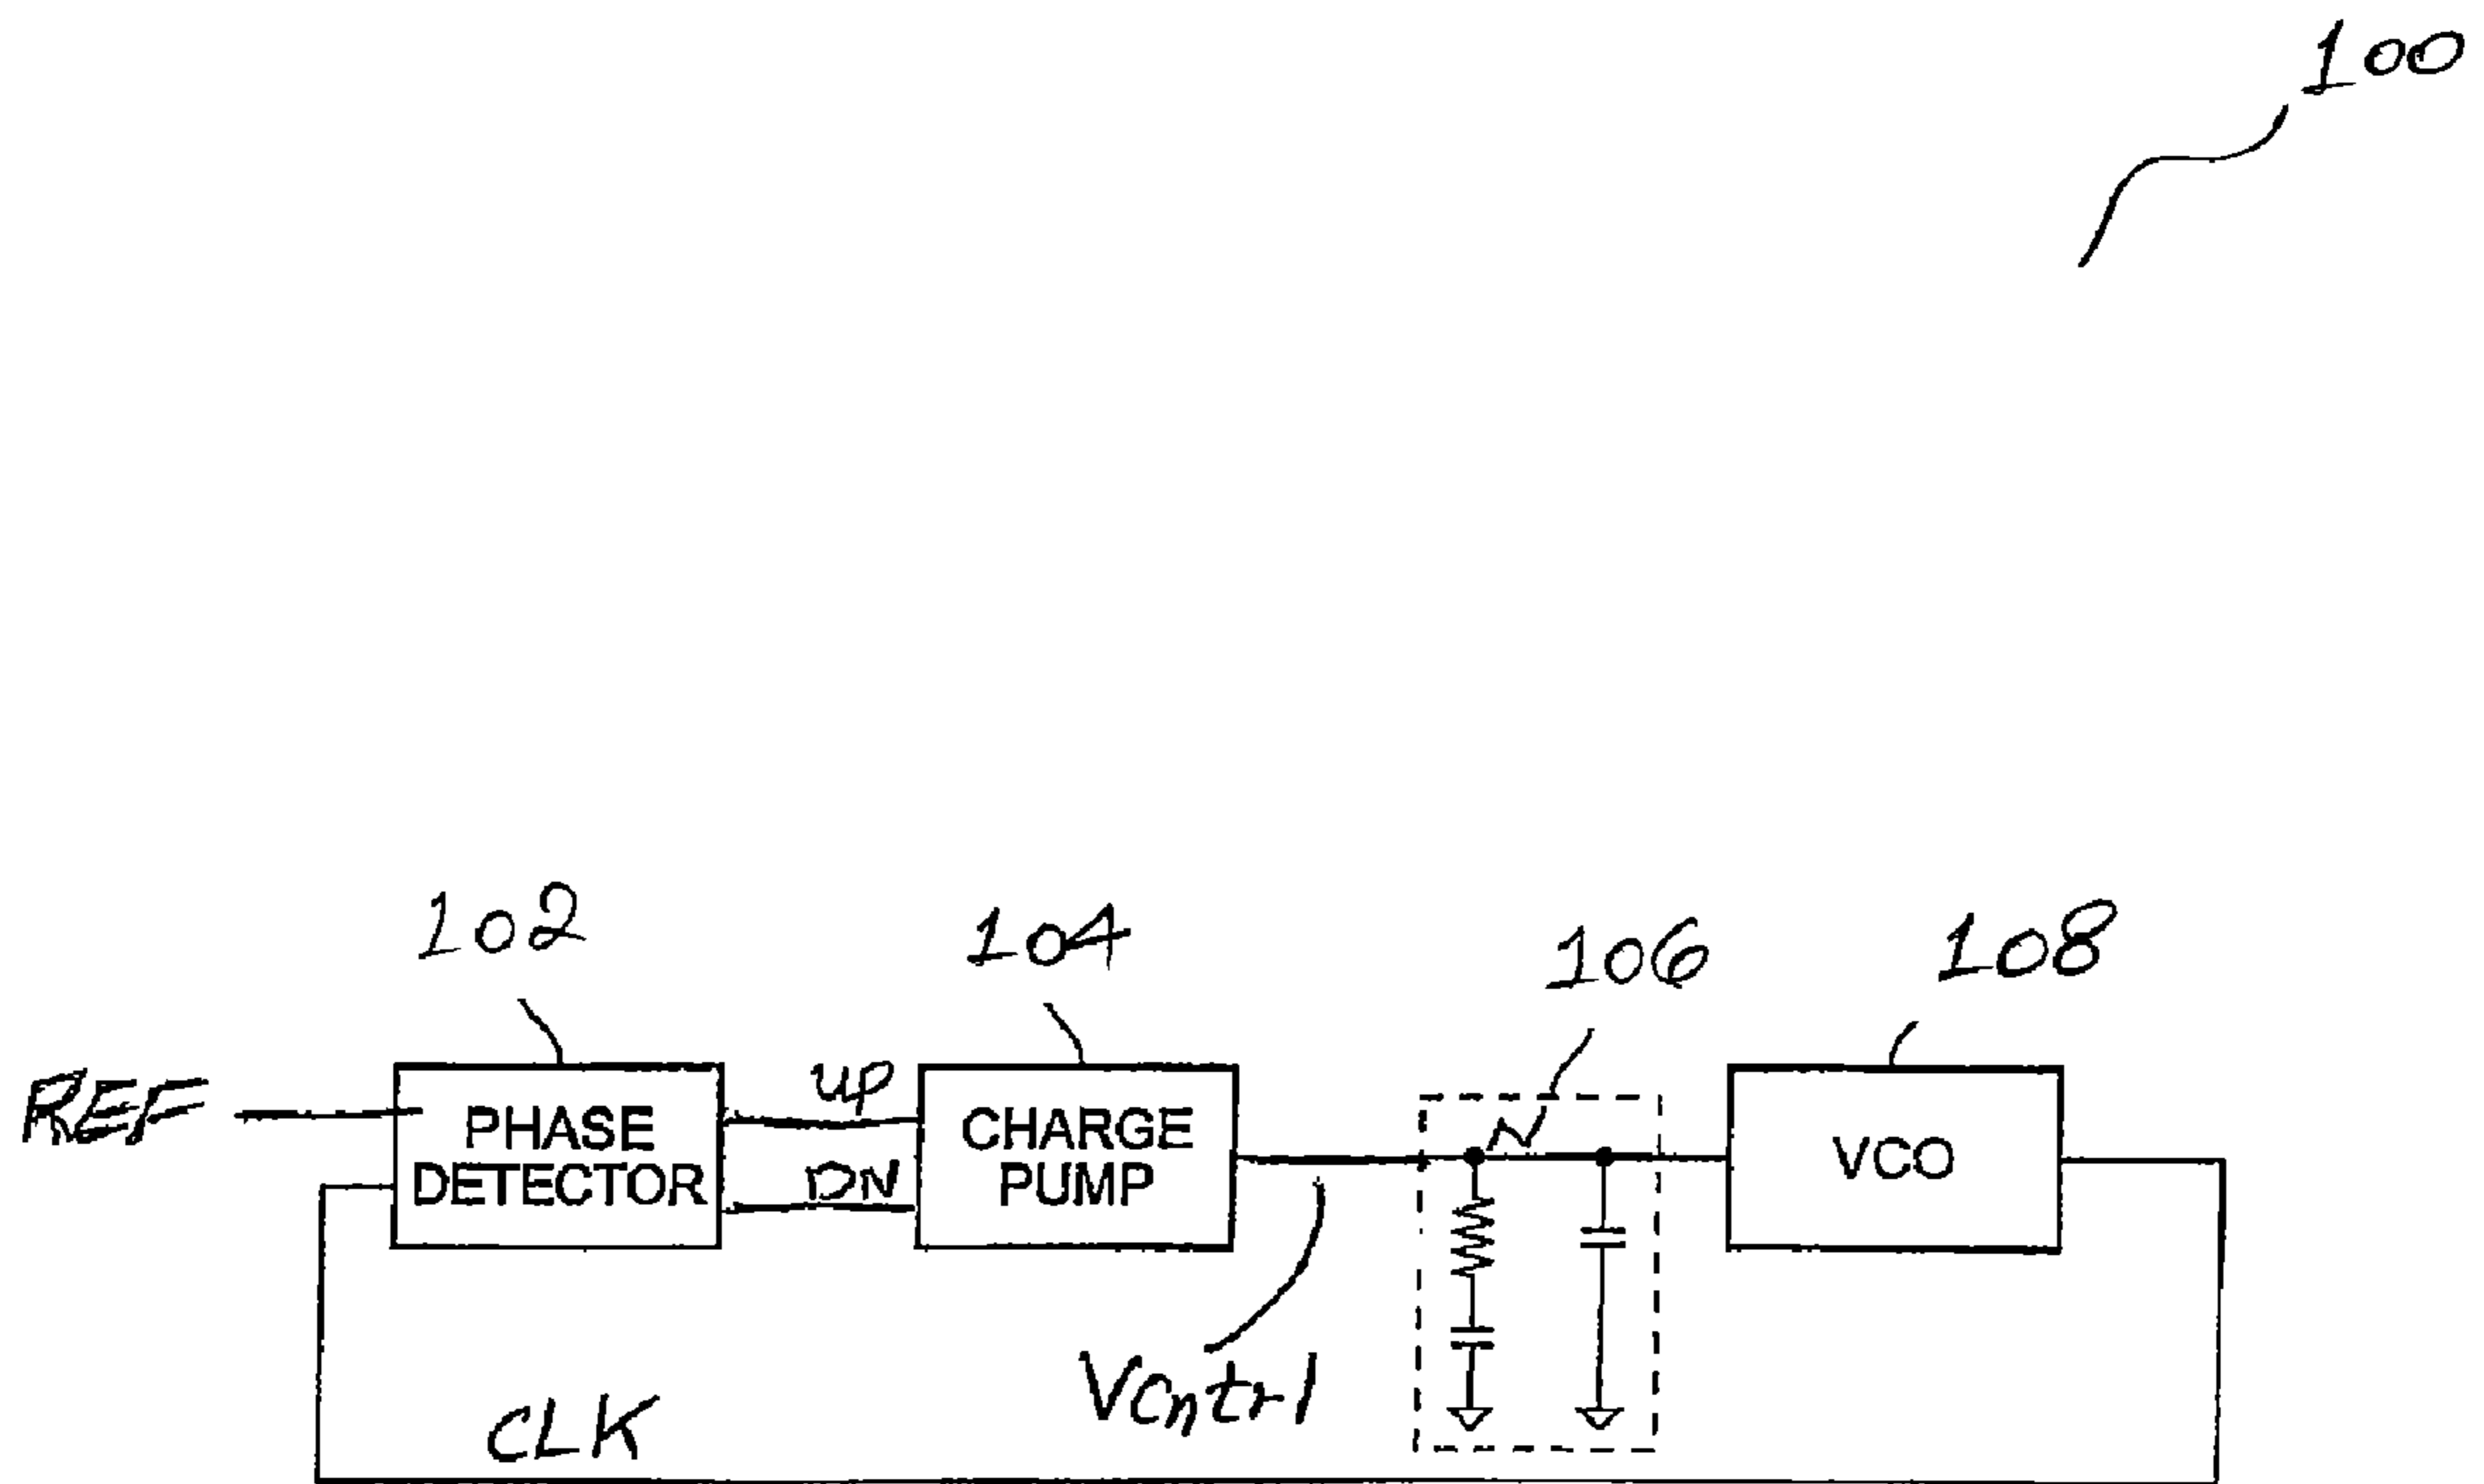 100
102
104
106
108
REF
PHASE
DETECTOR
UP
DN
CHARGE
PUMP
N
VCO
Vcntrl
CLK